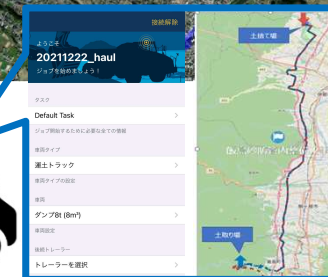 接続解除
ようこそ
20211222_haul
ジョブを始めましょう！
タスク
Default Task
ジョブ開始するために必要な全ての情報
車両タイプ
運土トラック
車両タイプの設定
車両
ダンプ8t (8m³)
車両設定
後続トレーラー
トレーラーを選択
土捨て場
土取り場